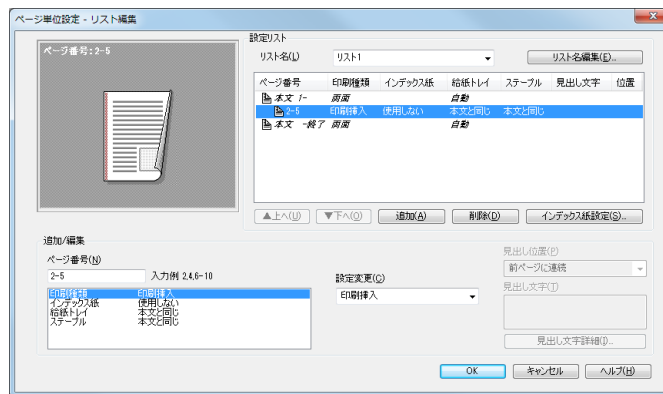 ページ単位設定 - リスト編集
ページ番号:2-5
設定リスト
リスト名(L) リスト1 リスト名編集(E)...
ページ番号 印刷種類 インデックス紙 給紙トレイ ステープル 見出し文字 位置
本文 1- 両面 自動
2-5 印刷挿入 使用しない 本文と同じ 本文と同じ
本文 -終了 両面 自動
▲上へ(U) ▼下へ(O) 追加(A) 削除(D) インデックス紙設定(S)...
追加/編集
ページ番号(N)
2-5 入力例 2,4,6-10
印刷種類 印刷挿入
インデックス紙 使用しない
給紙トレイ 本文と同じ
ステープル 本文と同じ
設定変更(C)
印刷挿入
見出し位置(P)
前ページに連続
見出し文字(T)
見出し文字詳細(I)...
OK キャンセル ヘルプ(H)